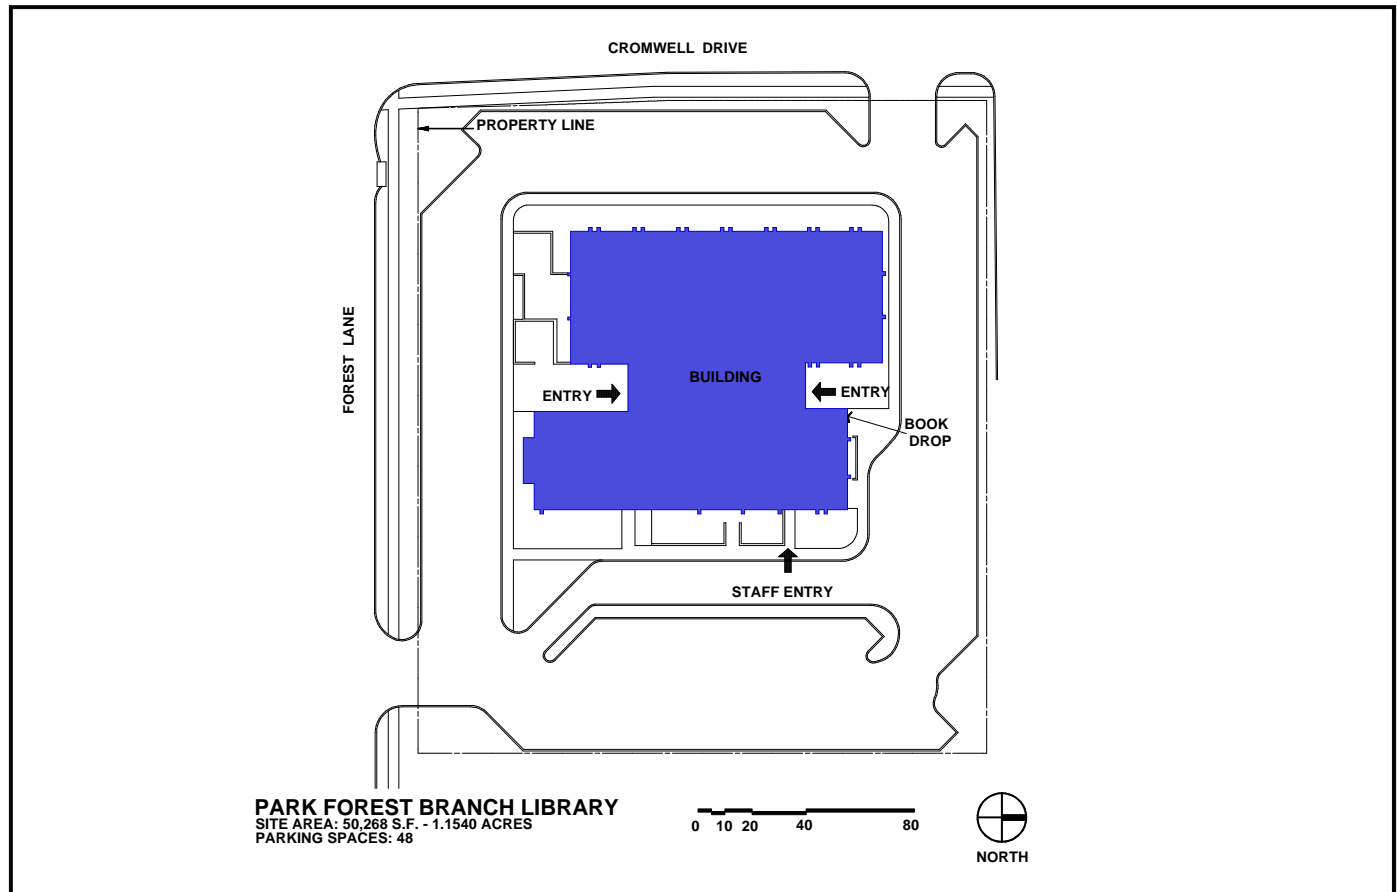 CROMWELL DRIVE
PROPERTY LINE
FOREST LANE
BUILDING
ENTRY
ENTRY
BOOK
DROP
STAFF ENTRY
PARK FOREST BRANCH LIBRARY
SITE AREA: 50,268 S.F. - 1.1540 ACRES
PARKING SPACES: 48
0 10 20 40 80
NORTH